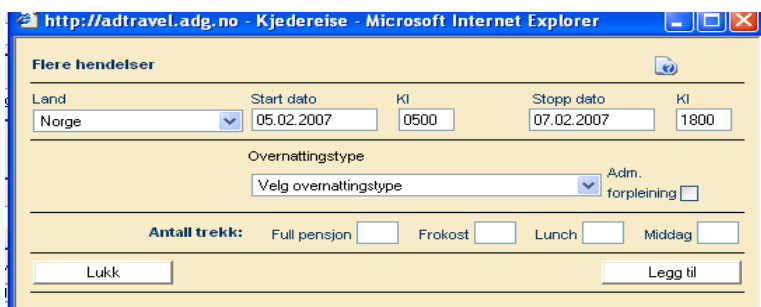 http://adtravel.adg.no - Kjedereise - Microsoft Internet Explorer
Flere hendelser
Land Start dato Kl Stopp dato Kl
Norge 05.02.2007 0500 07.02.2007 1800
Overnattingstype
Velg overnattingstype Adm. forpleining
Antall trekk: Full pensjon Frokost Lunch Middag
Lukk Legg til